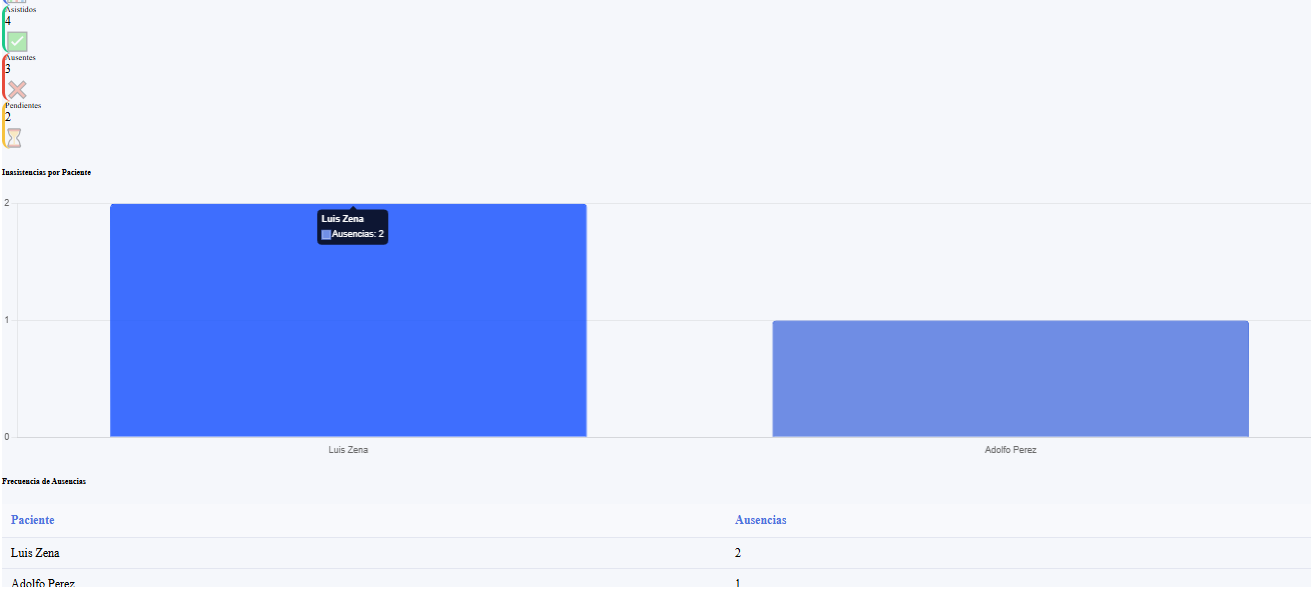 Asistidos
4
Ausentes
3
Pendientes
2
Inasistencias por Paciente
2
Luis Zena
Ausencias: 2
1
0
Luis Zena Adolfo Perez
Frecuencia de Ausencias
Paciente Ausencias
Luis Zena 2
Adolfo Perez 1